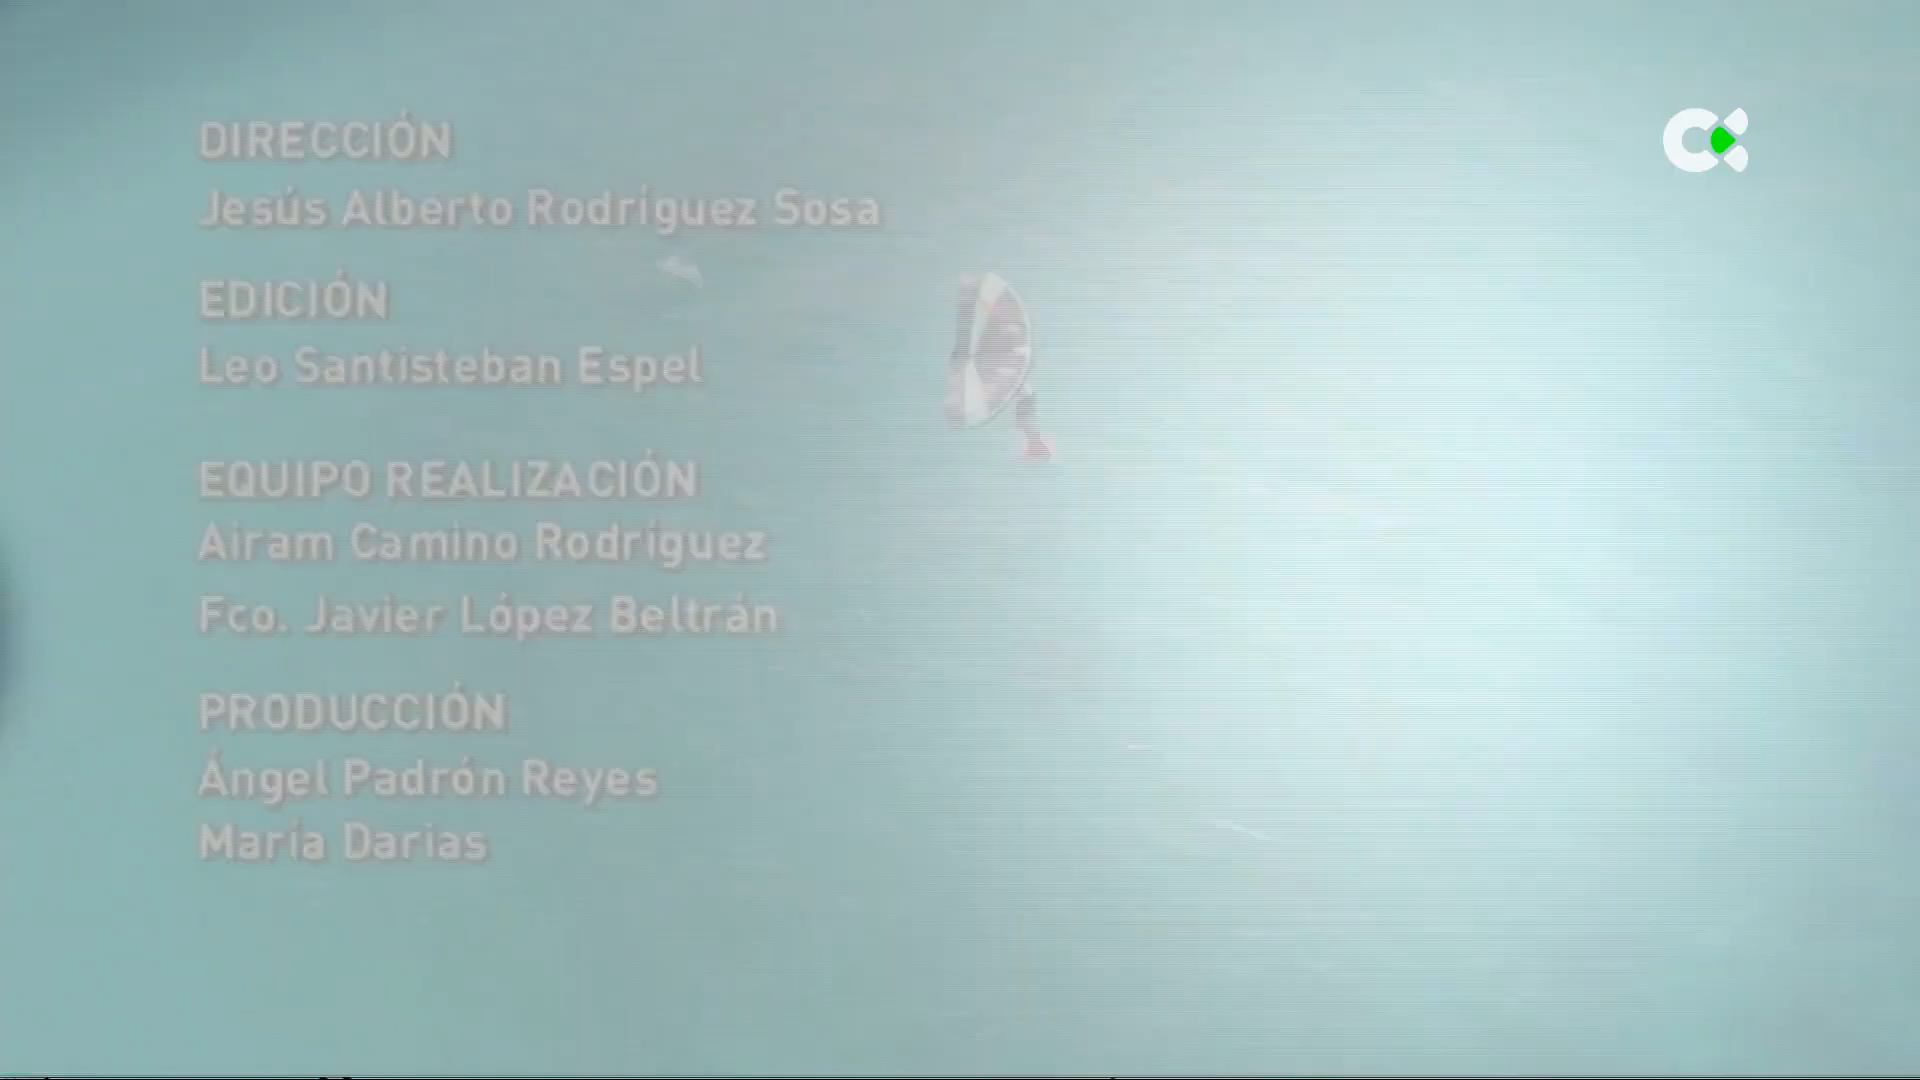 DIRECCIÓN
Jesús Alberto Rodríguez Sosa
EDICIÓN
Leo Santisteban Espel
EQUIPO REALIZACIÓN
Airam Camino Rodríguez
Fco. Javier López Beltrán
PRODUCCIÓN
Ángel Padrón Reyes
María Darias